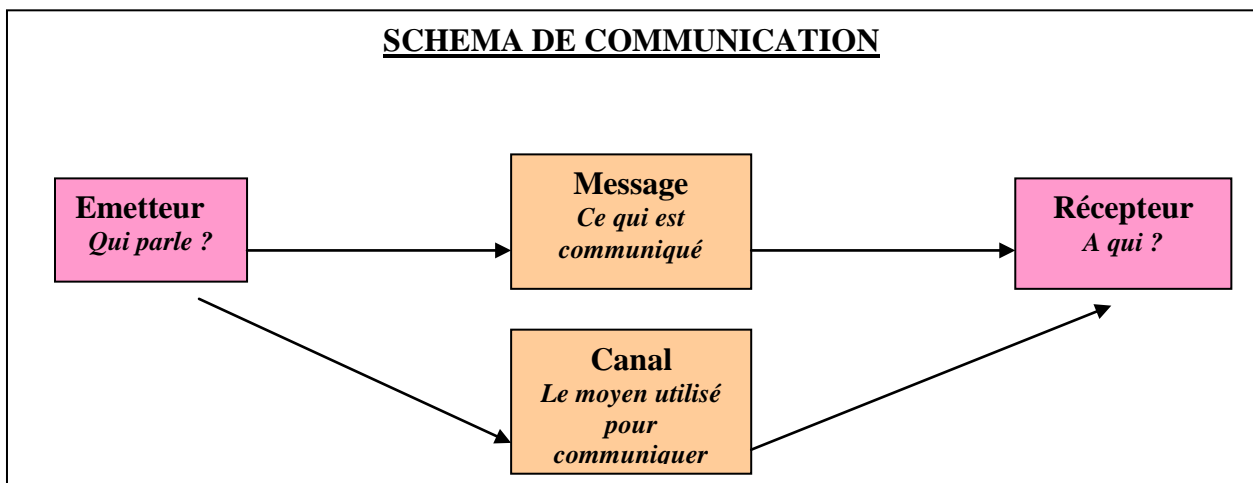 SCHEMA DE COMMUNICATION
Emetteur
Qui parle ?
Message
Ce qui est
communiqué
Récepteur
A qui ?
Canal
Le moyen utilisé
pour
communiquer